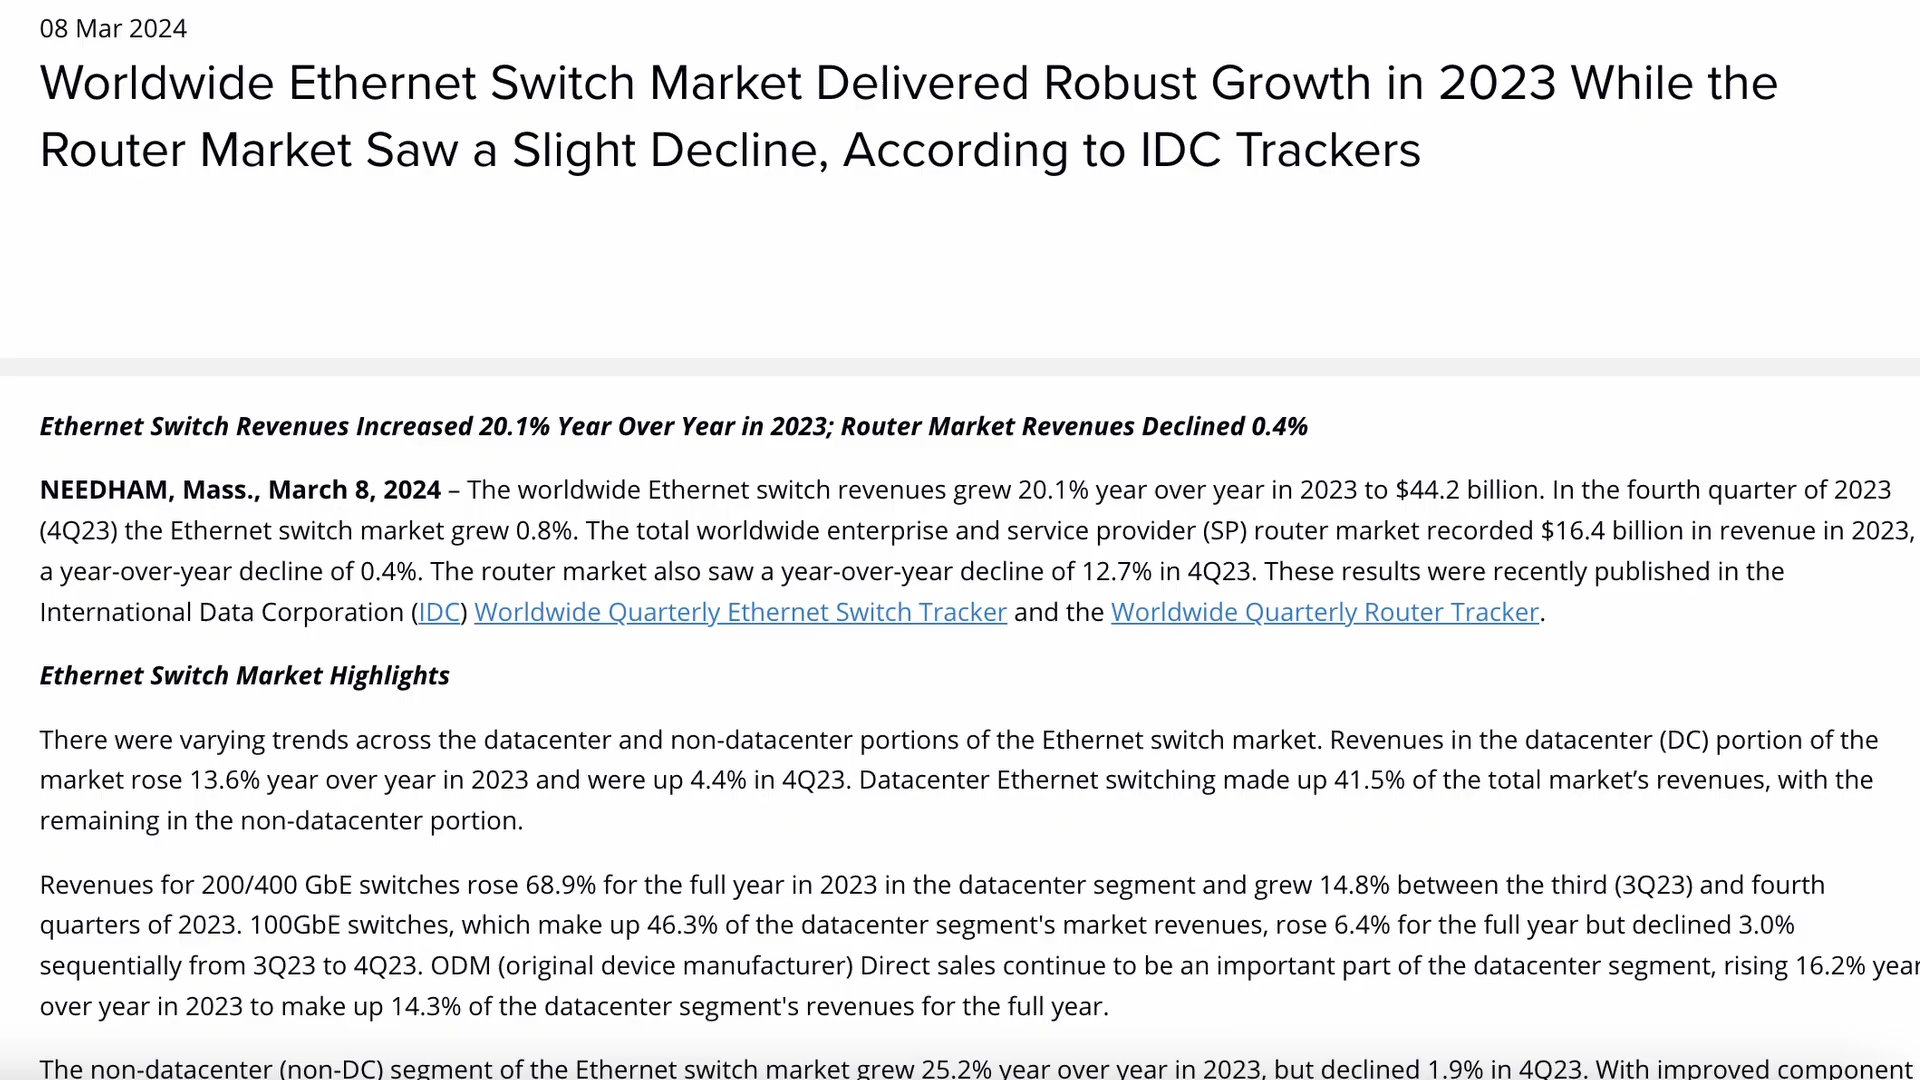 08 Mar 2024
Worldwide Ethernet Switch Market Delivered Robust Growth in 2023 While the
Router Market Saw a Slight Decline, According to IDC Trackers
Ethernet Switch Revenues Increased 20.1% Year Over Year in 2023; Router Market Revenues Declined 0.4%
NEEDHAM, Mass., March 8, 2024 – The worldwide Ethernet switch revenues grew 20.1% year over year in 2023 to $44.2 billion. In the fourth quarter of 2023
(4Q23) the Ethernet switch market grew 0.8%. The total worldwide enterprise and service provider (SP) router market recorded $16.4 billion in revenue in 2023,
a year-over-year decline of 0.4%. The router market also saw a year-over-year decline of 12.7% in 4Q23. These results were recently published in the
International Data Corporation (IDC) Worldwide Quarterly Ethernet Switch Tracker and the Worldwide Quarterly Router Tracker.
Ethernet Switch Market Highlights
There were varying trends across the datacenter and non-datacenter portions of the Ethernet switch market. Revenues in the datacenter (DC) portion of the
market rose 13.6% year over year in 2023 and were up 4.4% in 4Q23. Datacenter Ethernet switching made up 41.5% of the total market’s revenues, with the
remaining in the non-datacenter portion.
Revenues for 200/400 GbE switches rose 68.9% for the full year in 2023 in the datacenter segment and grew 14.8% between the third (3Q23) and fourth
quarters of 2023. 100GbE switches, which make up 46.3% of the datacenter segment's market revenues, rose 6.4% for the full year but declined 3.0%
sequentially from 3Q23 to 4Q23. ODM (original device manufacturer) Direct sales continue to be an important part of the datacenter segment, rising 16.2% year
over year in 2023 to make up 14.3% of the datacenter segment's revenues for the full year.
The non-datacenter (non-DC) segment of the Ethernet switch market grew 25.2% year over year in 2023, but declined 1.9% in 4Q23. With improved component